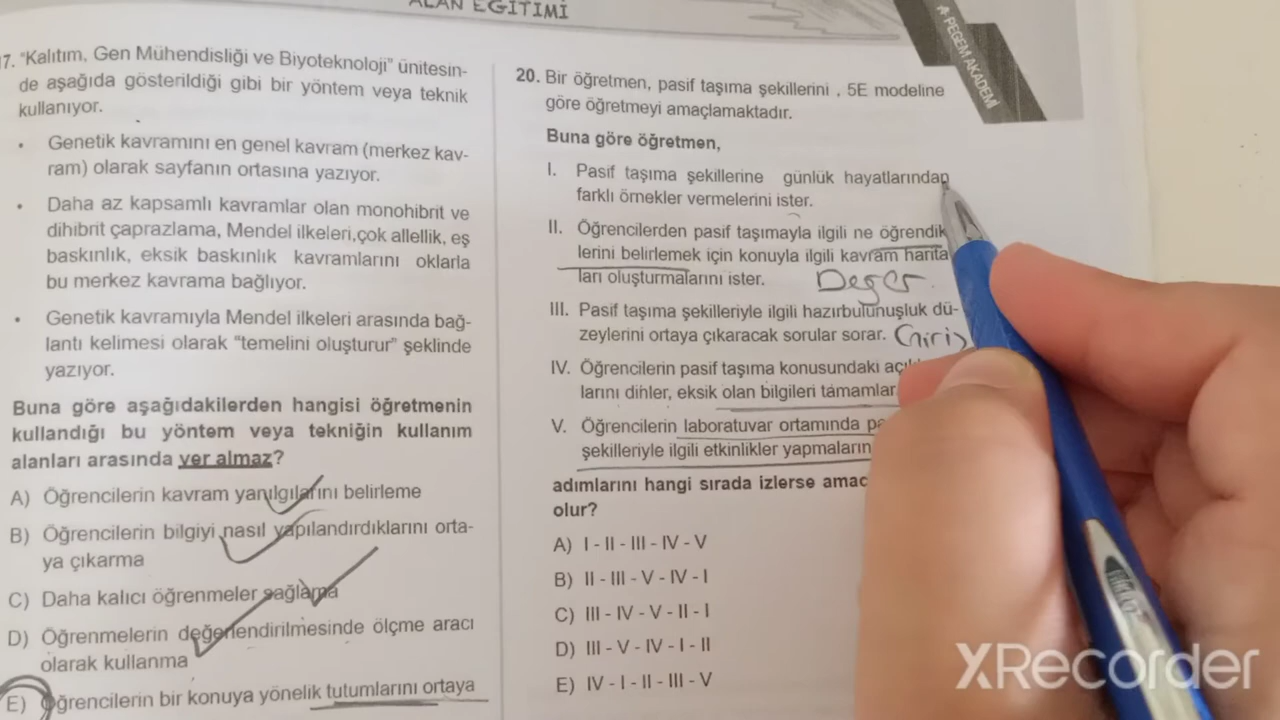 ALAN EĞİTİMİ
PEGEM AKADEMİ
7. "Kalıtım, Gen Mühendisliği ve Biyoteknoloji" ünitesin-
de aşağıda gösterildiği gibi bir yöntem veya teknik
kullanıyor.
• Genetik kavramını en genel kavram (merkez kav-
ram) olarak sayfanın ortasına yazıyor.
• Daha az kapsamlı kavramlar olan monohibrit ve
dihibrit çaprazlama, Mendel ilkeleri,çok allellik, eş
baskınlık, eksik baskınlık kavramlarını oklarla
bu merkez kavrama bağlıyor.
• Genetik kavramıyla Mendel ilkeleri arasında bağ-
lantı kelimesi olarak "temelini oluşturur" şeklinde
yazıyor.
Buna göre aşağıdakilerden hangisi öğretmenin
kullandığı bu yöntem veya tekniğin kullanım
alanları arasında yer almaz?
A) Öğrencilerin kavram yanılgılarını belirleme
B) Öğrencilerin bilgiyi nasıl yapılandırdıklarını orta-
ya çıkarma
C) Daha kalıcı öğrenmeler sağlama
D) Öğrenmelerin değerlendirilmesinde ölçme aracı
olarak kullanma
E) Öğrencilerin bir konuya yönelik tutumlarını ortaya
20. Bir öğretmen, pasif taşıma şekillerini , 5E modeline
göre öğretmeyi amaçlamaktadır.
Buna göre öğretmen,
I. Pasif taşıma şekillerine günlük hayatlarından
farklı örnekler vermelerini ister.
II. Öğrencilerden pasif taşımayla ilgili ne öğrendik
lerini belirlemek için konuyla ilgili kavram harita
ları oluşturmalarını ister. Değer.
III. Pasif taşıma şekilleriyle ilgili hazırbulunuşluk dü-
zeylerini ortaya çıkaracak sorular sorar. Giriş
IV. Öğrencilerin pasif taşıma konusundaki
larını dinler, eksik olan bilgileri tamamlar
V. Öğrencilerin laboratuvar ortamında
şekilleriyle ilgili etkinlikler yapmaların
adımlarını hangi sırada izlerse
olur?
A) I - II - III - IV - V
B) II - III - V - IV - I
C) III - IV - V - II - I
D) III - V - IV - I - II
E) IV - I - II - III - V
XRecorder